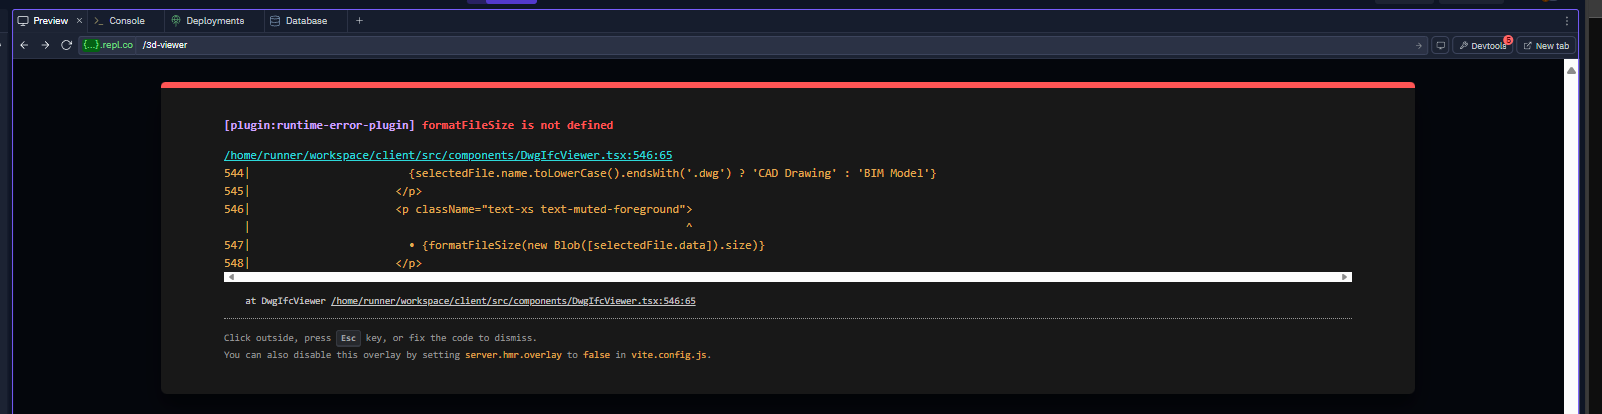 Preview × Console Deployments Database +
{...}.repl.co /3d-viewer Devtools 5 New tab
[plugin:runtime-error-plugin] formatFileSize is not defined
/home/runner/workspace/client/src/components/DwgIfcViewer.tsx:546:65
544| {selectedFile.name.toLowerCase().endsWith('.dwg') ? 'CAD Drawing' : 'BIM Model'}
545| </p>
546| <p className="text-xs text-muted-foreground">
| ^
547| • {formatFileSize(new Blob([selectedFile.data]).size)}
548| </p>
at DwgIfcViewer /home/runner/workspace/client/src/components/DwgIfcViewer.tsx:546:65
Click outside, press Esc key, or fix the code to dismiss.
You can also disable this overlay by setting server.hmr.overlay to false in vite.config.js.